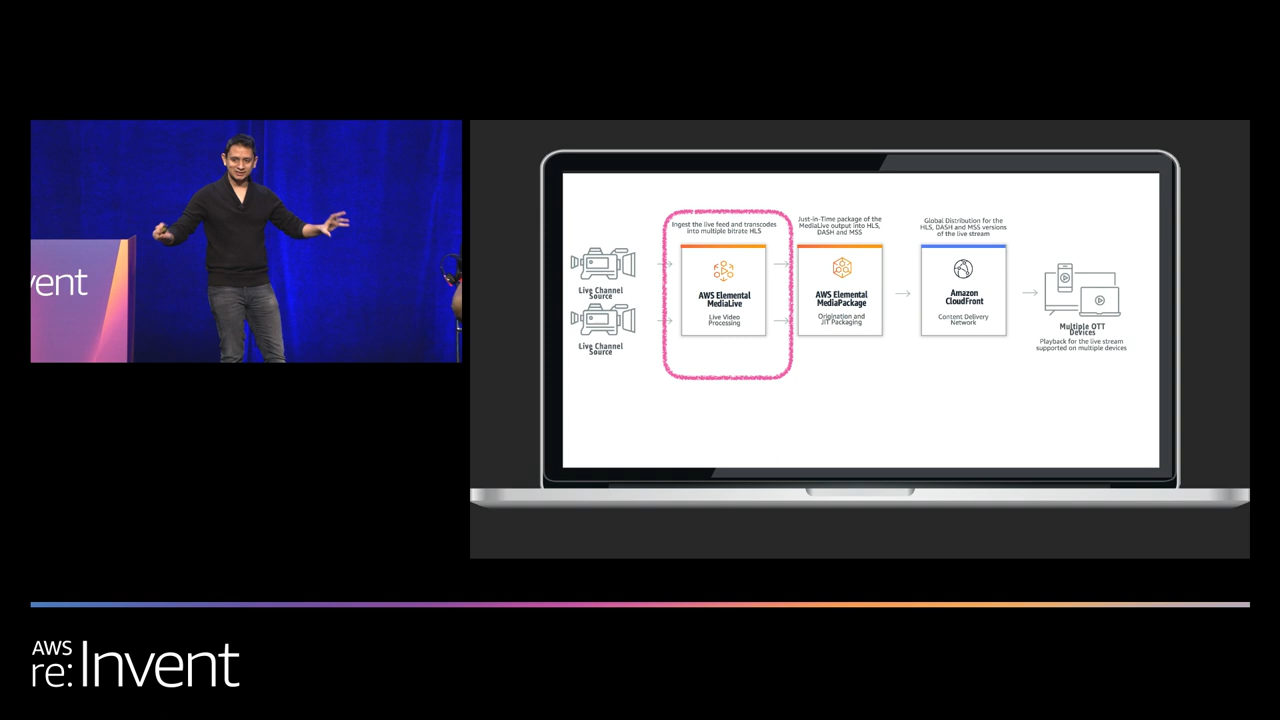 vent
Ingest the live feed and transcodes
into multiple bitrate HLS
Just-in-Time package of the
MediaLive output into HLS,
DASH and MSS
Global Distribution for the
HLS, DASH and MSS versions
of the live stream
Live Channel
Source
Live Channel
Source
AWS Elemental
MediaLive
Live Video
Processing
AWS Elemental
MediaPackage
Origination and
JIT Packaging
Amazon
CloudFront
Content Delivery
Network
Multiple OTT
Devices
Playback for the live stream
supported on multiple devices
AWS
re:Invent